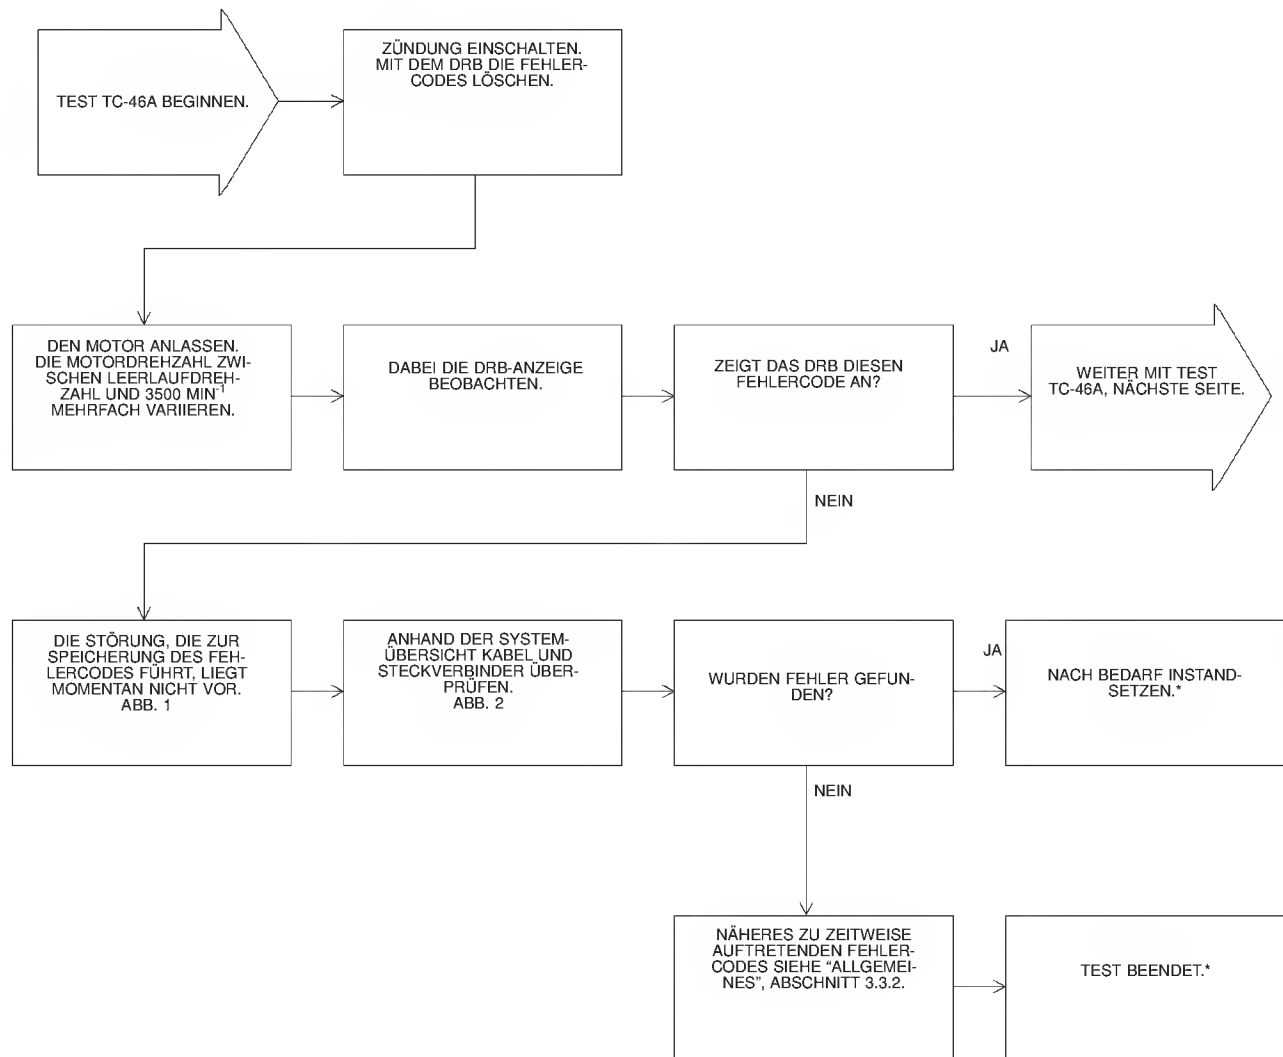 TEST TC-46A BEGINNEN.
ZÜNDUNG EINSCHALTEN.
MIT DEM DRB DIE FEHLER-
CODES LÖSCHEN.
DEN MOTOR ANLASSEN.
DIE MOTORDREHZAHL ZWI-
SCHEN LEERLAUFDREH-
ZAHL UND 3500 MIN⁻¹
MEHRFACH VARIIEREN.
DABEI DIE DRB-ANZEIGE
BEOBACHTEN.
ZEIGT DAS DRB DIESEN
FEHLERCODE AN?
JA
WEITER MIT TEST
TC-46A, NÄCHSTE SEITE.
NEIN
DIE STÖRUNG, DIE ZUR
SPEICHERUNG DES FEH-
LERCODES FÜHRT, LIEGT
MOMENTAN NICHT VOR.
ABB. 1
ANHAND DER SYSTEM-
ÜBERSICHT KABEL UND
STECKVERBINDER ÜBER-
PRÜFEN.
ABB. 2
WURDEN FEHLER GEFUN-
DEN?
JA
NACH BEDARF INSTAND-
SETZEN.*
NEIN
NÄHERES ZU ZEITWEISE
AUFTRETENDEN FEHLER-
CODES SIEHE “ALLGEMEI-
NES”, ABSCHNITT 3.3.2.
TEST BEENDET.*